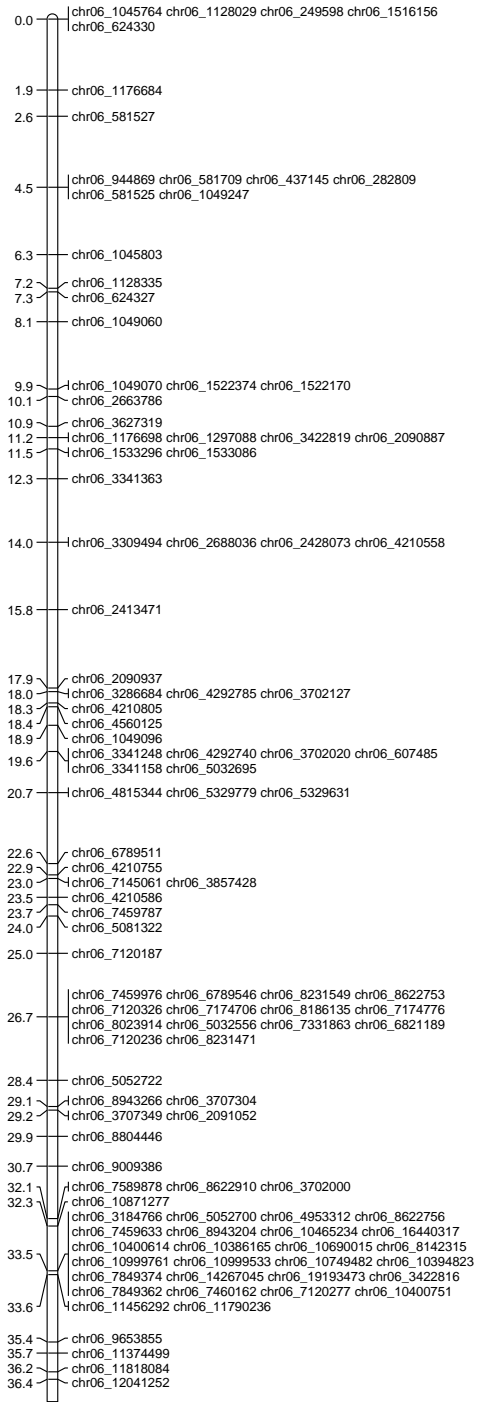 0.0 chr06_1045764 chr06_1128029 chr06_249598 chr06_1516156
chr06_624330
1.9 chr06_1176684
2.6 chr06_581527
4.5 chr06_944869 chr06_581709 chr06_437145 chr06_282809
chr06_581525 chr06_1049247
6.3 chr06_1045803
7.2 chr06_1128335
7.3 chr06_624327
8.1 chr06_1049060
9.9 chr06_1049070 chr06_1522374 chr06_1522170
10.1 chr06_2663786
10.9 chr06_3627319
11.2 chr06_1176698 chr06_1297088 chr06_3422819 chr06_2090887
11.5 chr06_1533296 chr06_1533086
12.3 chr06_3341363
14.0 chr06_3309494 chr06_2688036 chr06_2428073 chr06_4210558
15.8 chr06_2413471
17.9 chr06_2090937
18.0 chr06_3286684 chr06_4292785 chr06_3702127
18.3 chr06_4210805
18.4 chr06_4560125
18.9 chr06_1049096
19.6 chr06_3341248 chr06_4292740 chr06_3702020 chr06_607485
chr06_3341158 chr06_5032695
20.7 chr06_4815344 chr06_5329779 chr06_5329631
22.6 chr06_6789511
22.9 chr06_4210755
23.0 chr06_7145061 chr06_3857428
23.5 chr06_4210586
23.7 chr06_7459787
24.0 chr06_5081322
25.0 chr06_7120187
chr06_7459976 chr06_6789546 chr06_8231549 chr06_8622753
chr06_7120326 chr06_7174706 chr06_8186135 chr06_7174776
26.7 chr06_8023914 chr06_5032556 chr06_7331863 chr06_6821189
chr06_7120236 chr06_8231471
28.4 chr06_5052722
29.1 chr06_8943266 chr06_3707304
29.2 chr06_3707349 chr06_2091052
29.9 chr06_8804446
30.7 chr06_9009386
32.1 chr06_7589878 chr06_8622910 chr06_3702000
32.3 chr06_10871277
chr06_3184766 chr06_5052700 chr06_4953312 chr06_8622756
chr06_7459633 chr06_8943204 chr06_10465234 chr06_16440317
33.5 chr06_10400614 chr06_10386165 chr06_10690015 chr06_8142315
chr06_10999761 chr06_10999533 chr06_10749482 chr06_10394823
chr06_7849374 chr06_14267045 chr06_19193473 chr06_3422816
chr06_7849362 chr06_7460162 chr06_7120277 chr06_10400751
33.6 chr06_11456292 chr06_11790236
35.4 chr06_9653855
35.7 chr06_11374499
36.2 chr06_11818084
36.4 chr06_12041252